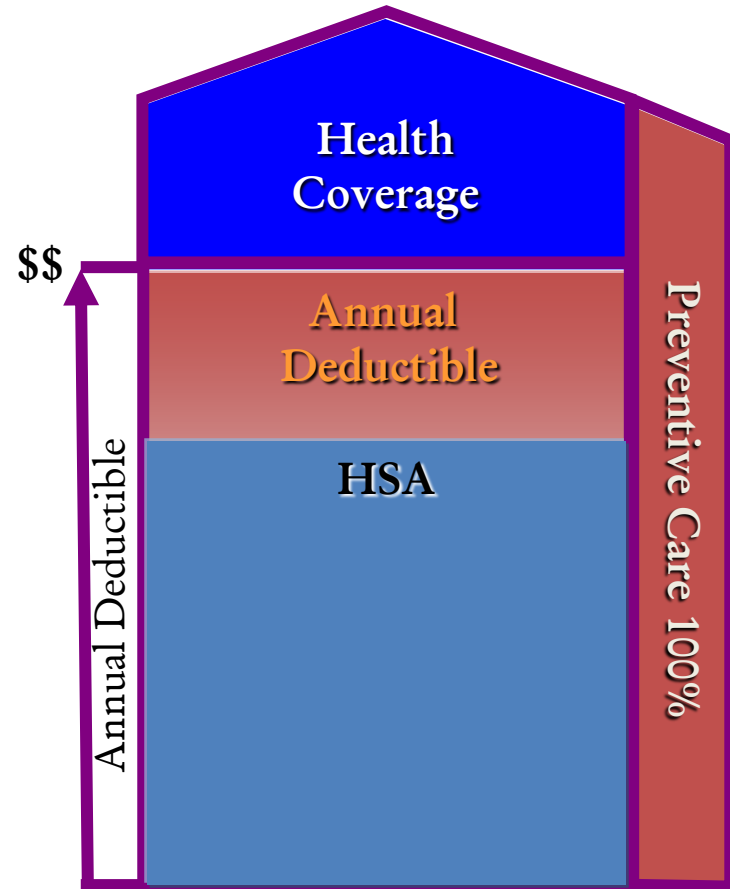 Health
Coverage
$$
Annual
Deductible
HSA
Annual Deductible
Preventive Care 100%